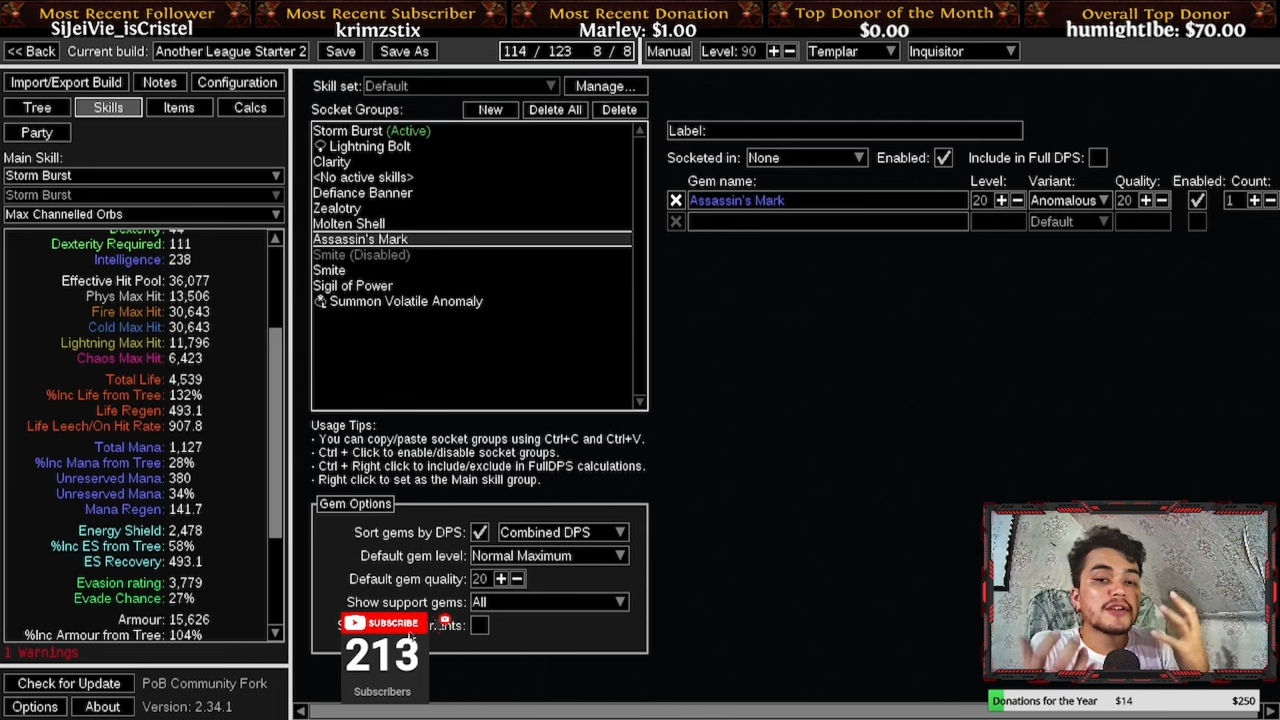 Most Recent Follower
SiJeiVie_isCristel
Most Recent Subscriber
krimzstix
Most Recent Donation
Marley: $1.00
Top Donor of the Month
$0.00
Overall Top Donor
humightlbe: $70.00
<< Back
Current build: Another League Starter 2
Save
Save As
114 / 123 8 / 8
Manual
Level: 90
Templar
Inquisitor
Import/Export Build
Notes
Configuration
Tree
Skills
Items
Calcs
Party
Main Skill:
Storm Burst
Storm Burst
Max Channelled Orbs
Dexterity: 44
Dexterity Required: 111
Intelligence: 238
Effective Hit Pool: 36,077
Phys Max Hit: 13,506
Fire Max Hit: 30,643
Cold Max Hit: 30,643
Lightning Max Hit: 11,796
Chaos Max Hit: 6,423
Total Life: 4,539
%Inc Life from Tree: 132%
Life Regen: 493.1
Life Leech/On Hit Rate: 907.8
Total Mana: 1,127
%Inc Mana from Tree: 28%
Unreserved Mana: 380
Unreserved Mana: 34%
Mana Regen: 141.7
Energy Shield: 2,478
%Inc ES from Tree: 58%
ES Recovery: 493.1
Evasion rating: 3,779
Evade Chance: 27%
Armour: 15,626
%Inc Armour from Tree: 104%
1 Warnings
Check for Update
PoB Community Fork
Options
About
Version: 2.34.1
Skill set: Default
Manage...
Socket Groups:
New
Delete All
Delete
Storm Burst (Active)
Lightning Bolt
Clarity
<No active skills>
Defiance Banner
Zealotry
Molten Shell
Assassin's Mark
Smite (Disabled)
Smite
Sigil of Power
Summon Volatile Anomaly
Usage Tips:
· You can copy/paste socket groups using Ctrl+C and Ctrl+V.
· Ctrl + Click to enable/disable socket groups.
· Ctrl + Right click to include/exclude in FullDPS calculations.
· Right click to set as the Main skill group.
Gem Options
Sort gems by DPS:
Combined DPS
Default gem level:
Normal Maximum
Default gem quality: 20
Show support gems: All
SUBSCRIBE
213
Subscribers
Label:
Socketed in: None
Enabled:
Include in Full DPS:
Gem name:
Level:
Variant:
Quality:
Enabled:
Count:
Assassin's Mark
20
Anomalous
20
1
Default
Donations for the Year
$14
$250